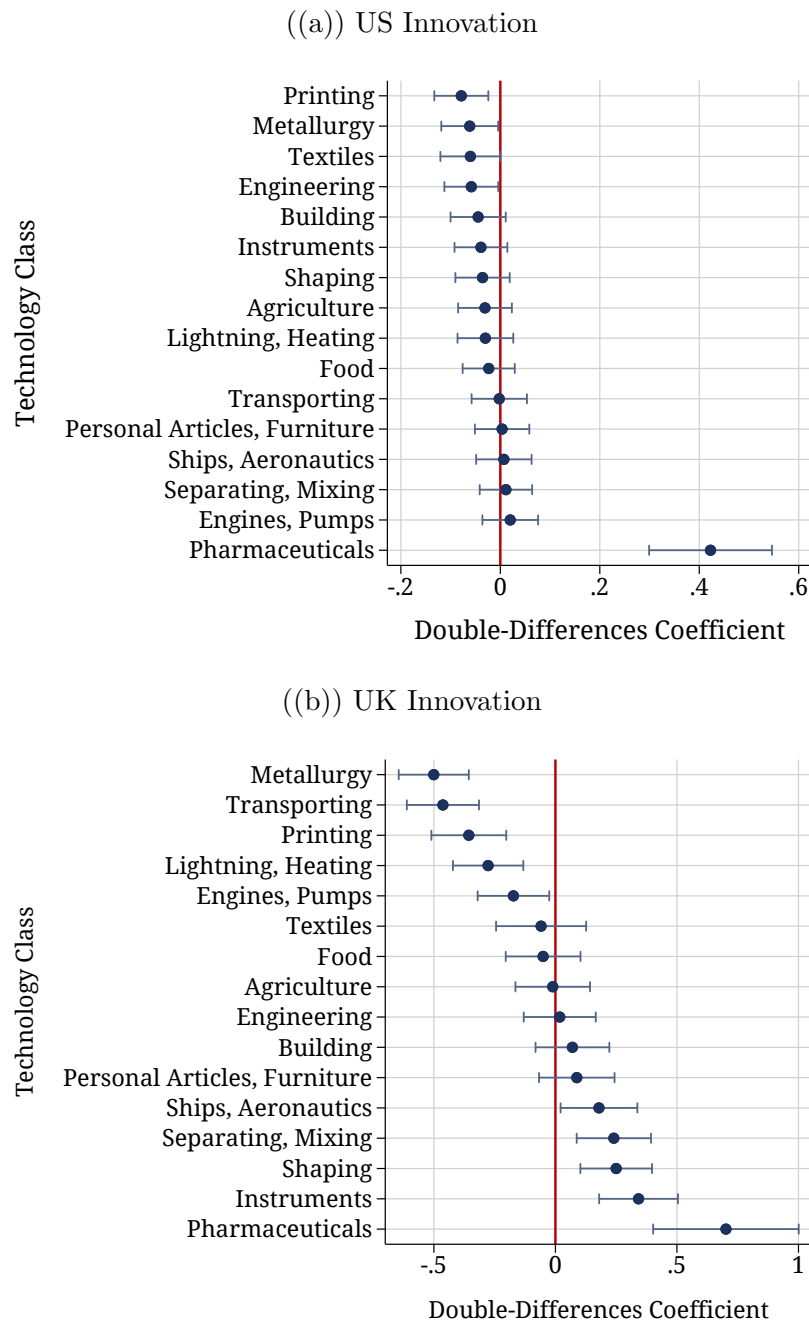 ((a)) US Innovation
Technology Class
Printing
Metallurgy
Textiles
Engineering
Building
Instruments
Shaping
Agriculture
Lightning, Heating
Food
Transporting
Personal Articles, Furniture
Ships, Aeronautics
Separating, Mixing
Engines, Pumps
Pharmaceuticals
-.2 0 .2 .4 .6
Double-Differences Coefficient
((b)) UK Innovation
Technology Class
Metallurgy
Transporting
Printing
Lightning, Heating
Engines, Pumps
Textiles
Food
Agriculture
Engineering
Building
Personal Articles, Furniture
Ships, Aeronautics
Separating, Mixing
Shaping
Instruments
Pharmaceuticals
-.5 0 .5 1
Double-Differences Coefficient